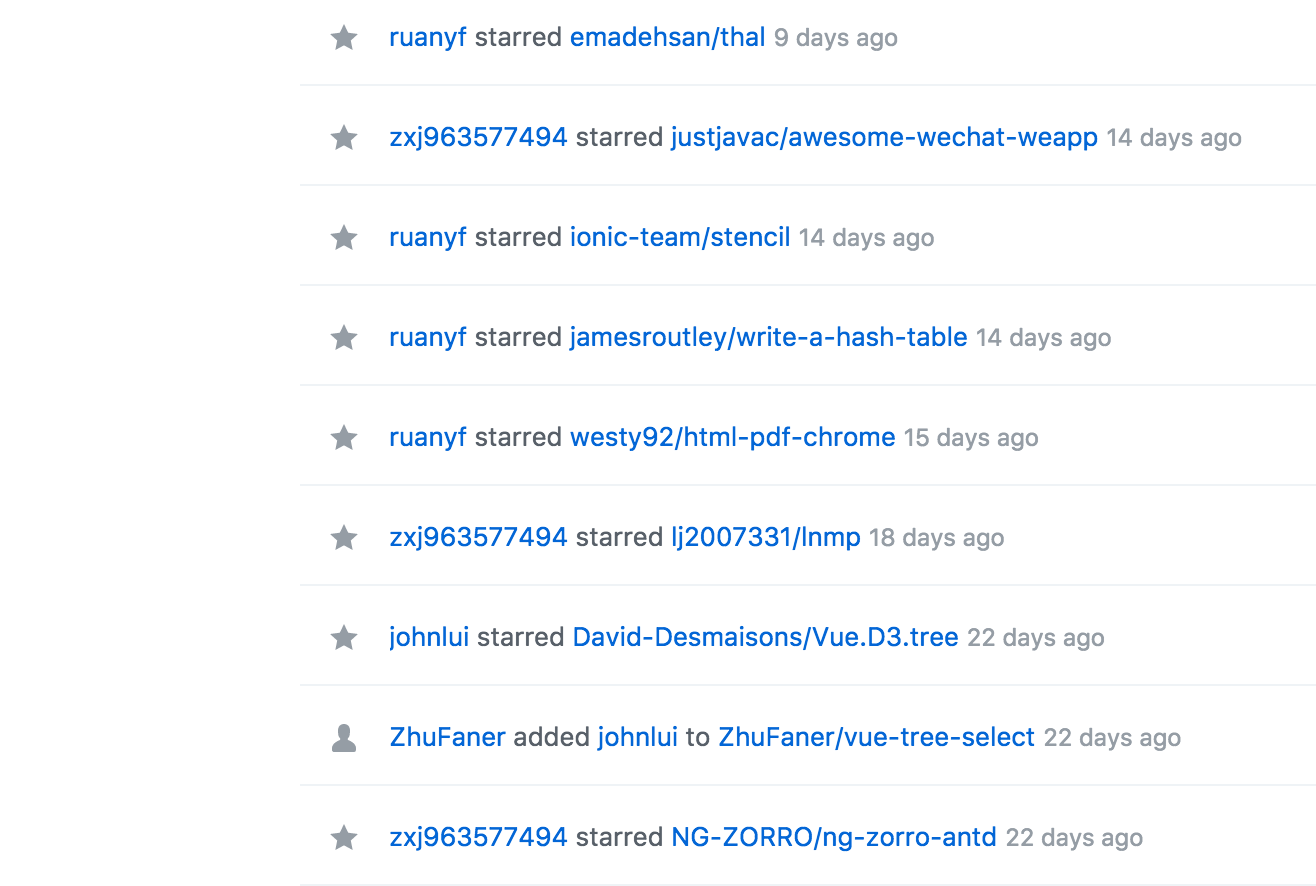 ruanyf starred emadehsan/thal 9 days ago
zxj963577494 starred justjavac/awesome-wechat-weapp 14 days ago
ruanyf starred ionic-team/stencil 14 days ago
ruanyf starred jamesroutley/write-a-hash-table 14 days ago
ruanyf starred westy92/html-pdf-chrome 15 days ago
zxj963577494 starred lj2007331/lnmp 18 days ago
johnlui starred David-Desmaisons/Vue.D3.tree 22 days ago
ZhuFaner added johnlui to ZhuFaner/vue-tree-select 22 days ago
zxj963577494 starred NG-ZORRO/ng-zorro-antd 22 days ago